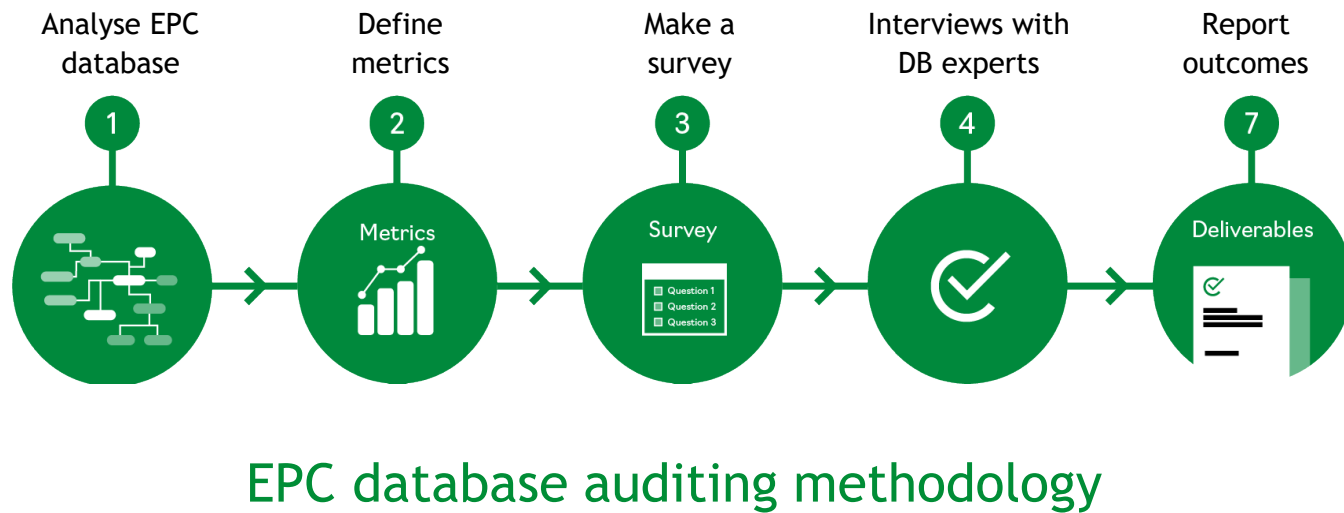 Analyse EPC
database
Define
metrics
Make a
survey
Interviews with
DB experts
Report
outcomes
1
2
3
4
7
Metrics
Survey
Question 1
Question 2
Question 3
Deliverables
EPC database auditing methodology